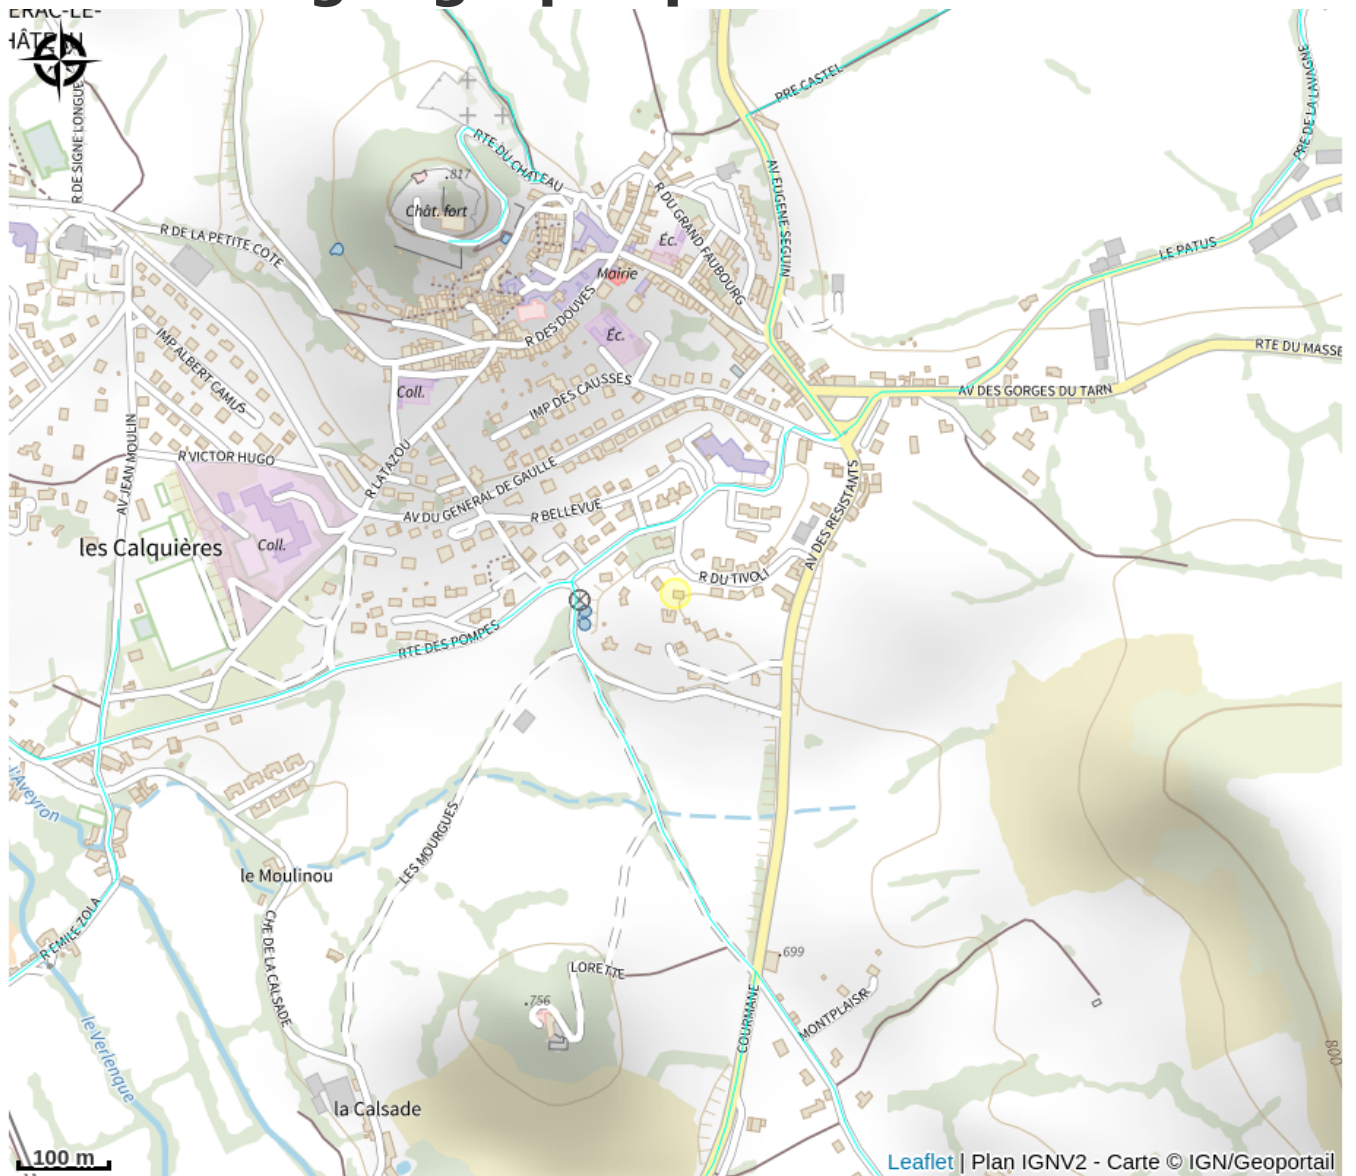 ERAC-LE-
R DE SIGNE LONGUE
PRE CASTEL
PRE DE LA LAVAGNE
RTE DU CHATEAU
.817
Chât. fort
R DU GRAND FAUBOURG
AV EUGENE SEGUIN
Éc.
R DE LA PETITE COTE
LE PATUS
Mairie
R DES DOUVES
Éc.
RTE DU MASSE
IMP ALBERT CAMUS
Coll.
IMP DES CAUSSES
AV DES GORGES DU TARN
AV JEAN MOULIN
R VICTOR HUGO
R LATAZOU
AV DU GENERAL DE GAULLE
R BELLEVUE
AV DES RESISTANTS
les Calquières
Coll.
R DU TIVOLI
RTE DES POMPES
l'Aveyron
LES MOURGUES
le Moulinou
R EMILE ZOLA
CHE DE LA CALSADE
LORETTE
.699
.756
MONTPLAISIR
COURMANE
le Verlenque
800
la Calsade
100 m
Leaflet | Plan IGNV2 - Carte © IGN/Geoportail